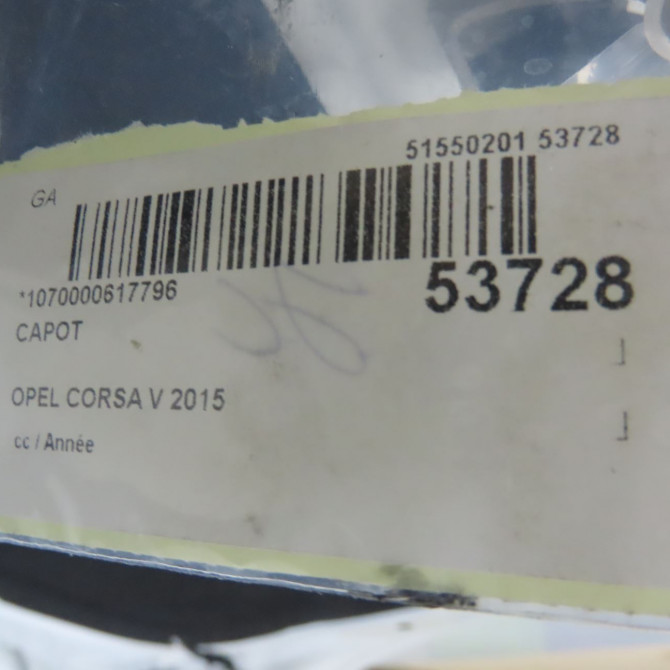 51550201 53728
GA
*1070000617796
53728
CAPOT
OPEL CORSA V 2015
cc / Année